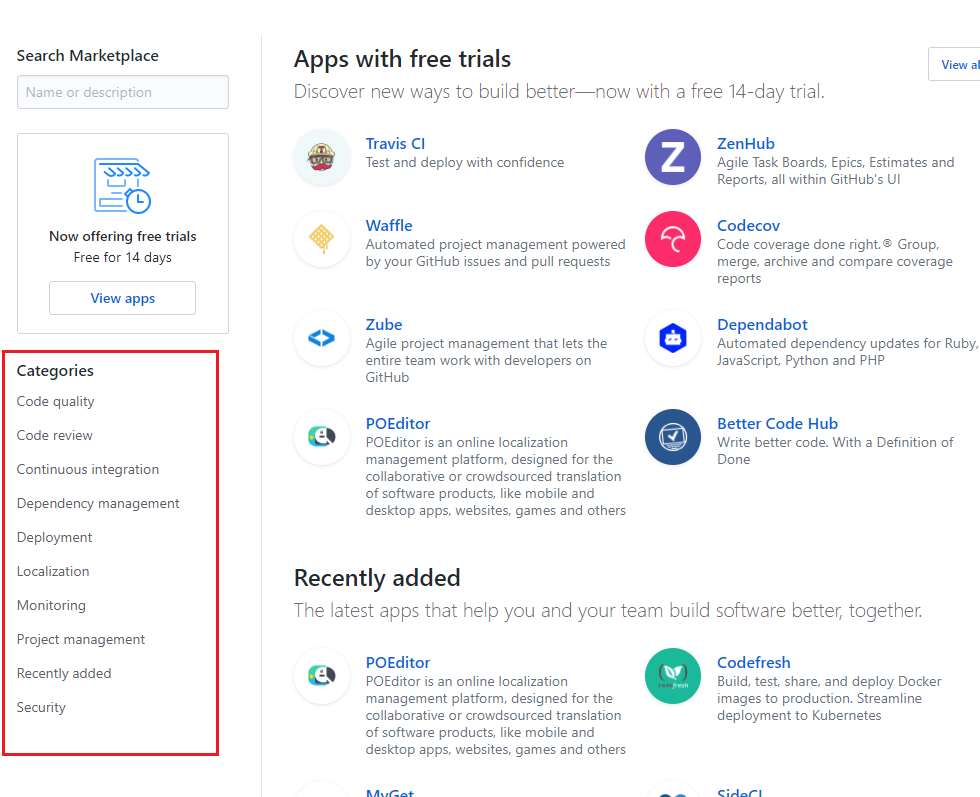 Search Marketplace
Name or description
Now offering free trials
Free for 14 days
View apps
Categories
Code quality
Code review
Continuous integration
Dependency management
Deployment
Localization
Monitoring
Project management
Recently added
Security
Apps with free trials
View al
Discover new ways to build better—now with a free 14-day trial.
Travis CI
Test and deploy with confidence
ZenHub
Agile Task Boards, Epics, Estimates and
Reports, all within GitHub's UI
Waffle
Automated project management powered
by your GitHub issues and pull requests
Codecov
Code coverage done right.® Group,
merge, archive and compare coverage
reports
Zube
Agile project management that lets the
entire team work with developers on
GitHub
Dependabot
Automated dependency updates for Ruby,
JavaScript, Python and PHP
POEditor
POEditor is an online localization
management platform, designed for the
collaborative or crowdsourced translation
of software products, like mobile and
desktop apps, websites, games and others
Better Code Hub
Write better code. With a Definition of
Done
Recently added
The latest apps that help you and your team build software better, together.
POEditor
POEditor is an online localization
management platform, designed for the
collaborative or crowdsourced translation
of software products, like mobile and
desktop apps, websites, games and others
codefresh
Codefresh
Build, test, share, and deploy Docker
images to production. Streamline
deployment to Kubernetes
MyGet
SideCI